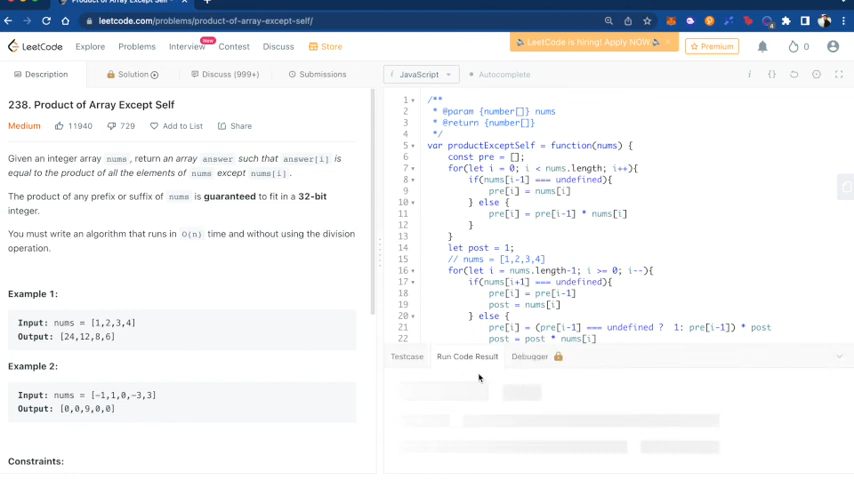 Product of Array Except Self
leetcode.com/problems/product-of-array-except-self/
LeetCode
Explore
Problems
Interview
New
Contest
Discuss
Store
LeetCode is hiring! Apply NOW
Premium
0
Description
Solution
Discuss (999+)
Submissions
238. Product of Array Except Self
Medium
11940
729
Add to List
Share
Given an integer array nums, return an array answer such that answer[i] is
equal to the product of all the elements of nums except nums[i].
The product of any prefix or suffix of nums is guaranteed to fit in a 32-bit
integer.
You must write an algorithm that runs in O(n) time and without using the division
operation.
Example 1:
Input: nums = [1,2,3,4]
Output: [24,12,8,6]
Example 2:
Input: nums = [-1,1,0,-3,3]
Output: [0,0,9,0,0]
Constraints:
i JavaScript
Autocomplete
i {}
1 /**
2 * @param {number[]} nums
3 * @return {number[]}
4 */
5 var productExceptSelf = function(nums) {
6 const pre = [];
7 for(let i = 0; i < nums.length; i++){
8 if(nums[i-1] === undefined){
9 pre[i] = nums[i]
10 } else {
11 pre[i] = pre[i-1] * nums[i]
12 }
13 }
14 let post = 1;
15 // nums = [1,2,3,4]
16 for(let i = nums.length-1; i >= 0; i--){
17 if(nums[i+1] === undefined){
18 pre[i] = pre[i-1]
19 post = nums[i]
20 } else {
21 pre[i] = (pre[i-1] === undefined ? 1: pre[i-1]) * post
22 post = post * nums[i]
Testcase
Run Code Result
Debugger